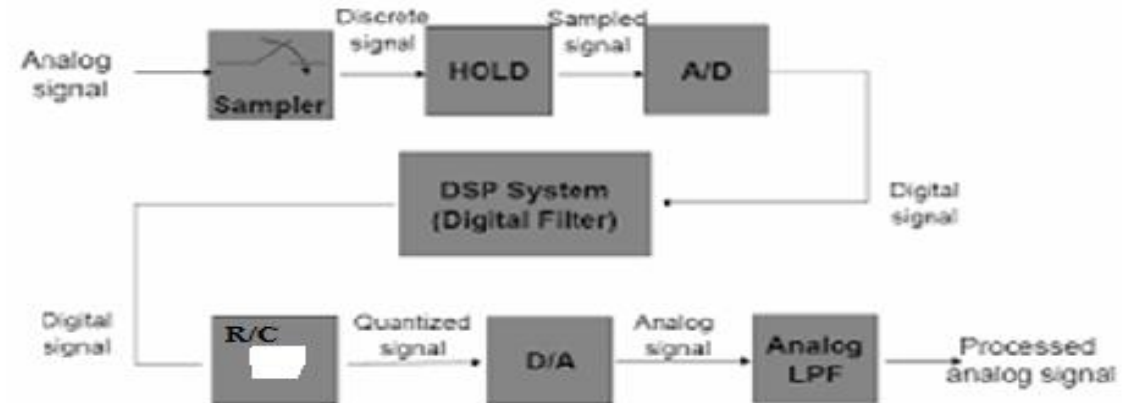 Analog
signal
Sampler
Discrete
signal
HOLD
Sampled
signal
A/D
DSP System
(Digital Filter)
Digital
signal
Digital
signal
R/C
Quantized
signal
D/A
Analog
signal
Analog
LPF
Processed
analog signal